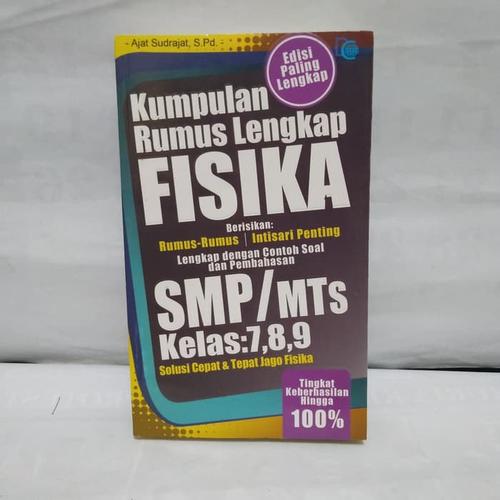 - Ajat Sudrajat, S.Pd. -
Edisi
Paling
Lengkap
Kumpulan
Rumus Lengkap
FISIKA
Berisikan:
Rumus-Rumus | Intisari Penting
Lengkap dengan Contoh Soal
dan Pembahasan
SMP/MTs
Kelas:7,8,9
Solusi Cepat & Tepat Jago Fisika
Tingkat
Keberhasilan
Hingga
100%